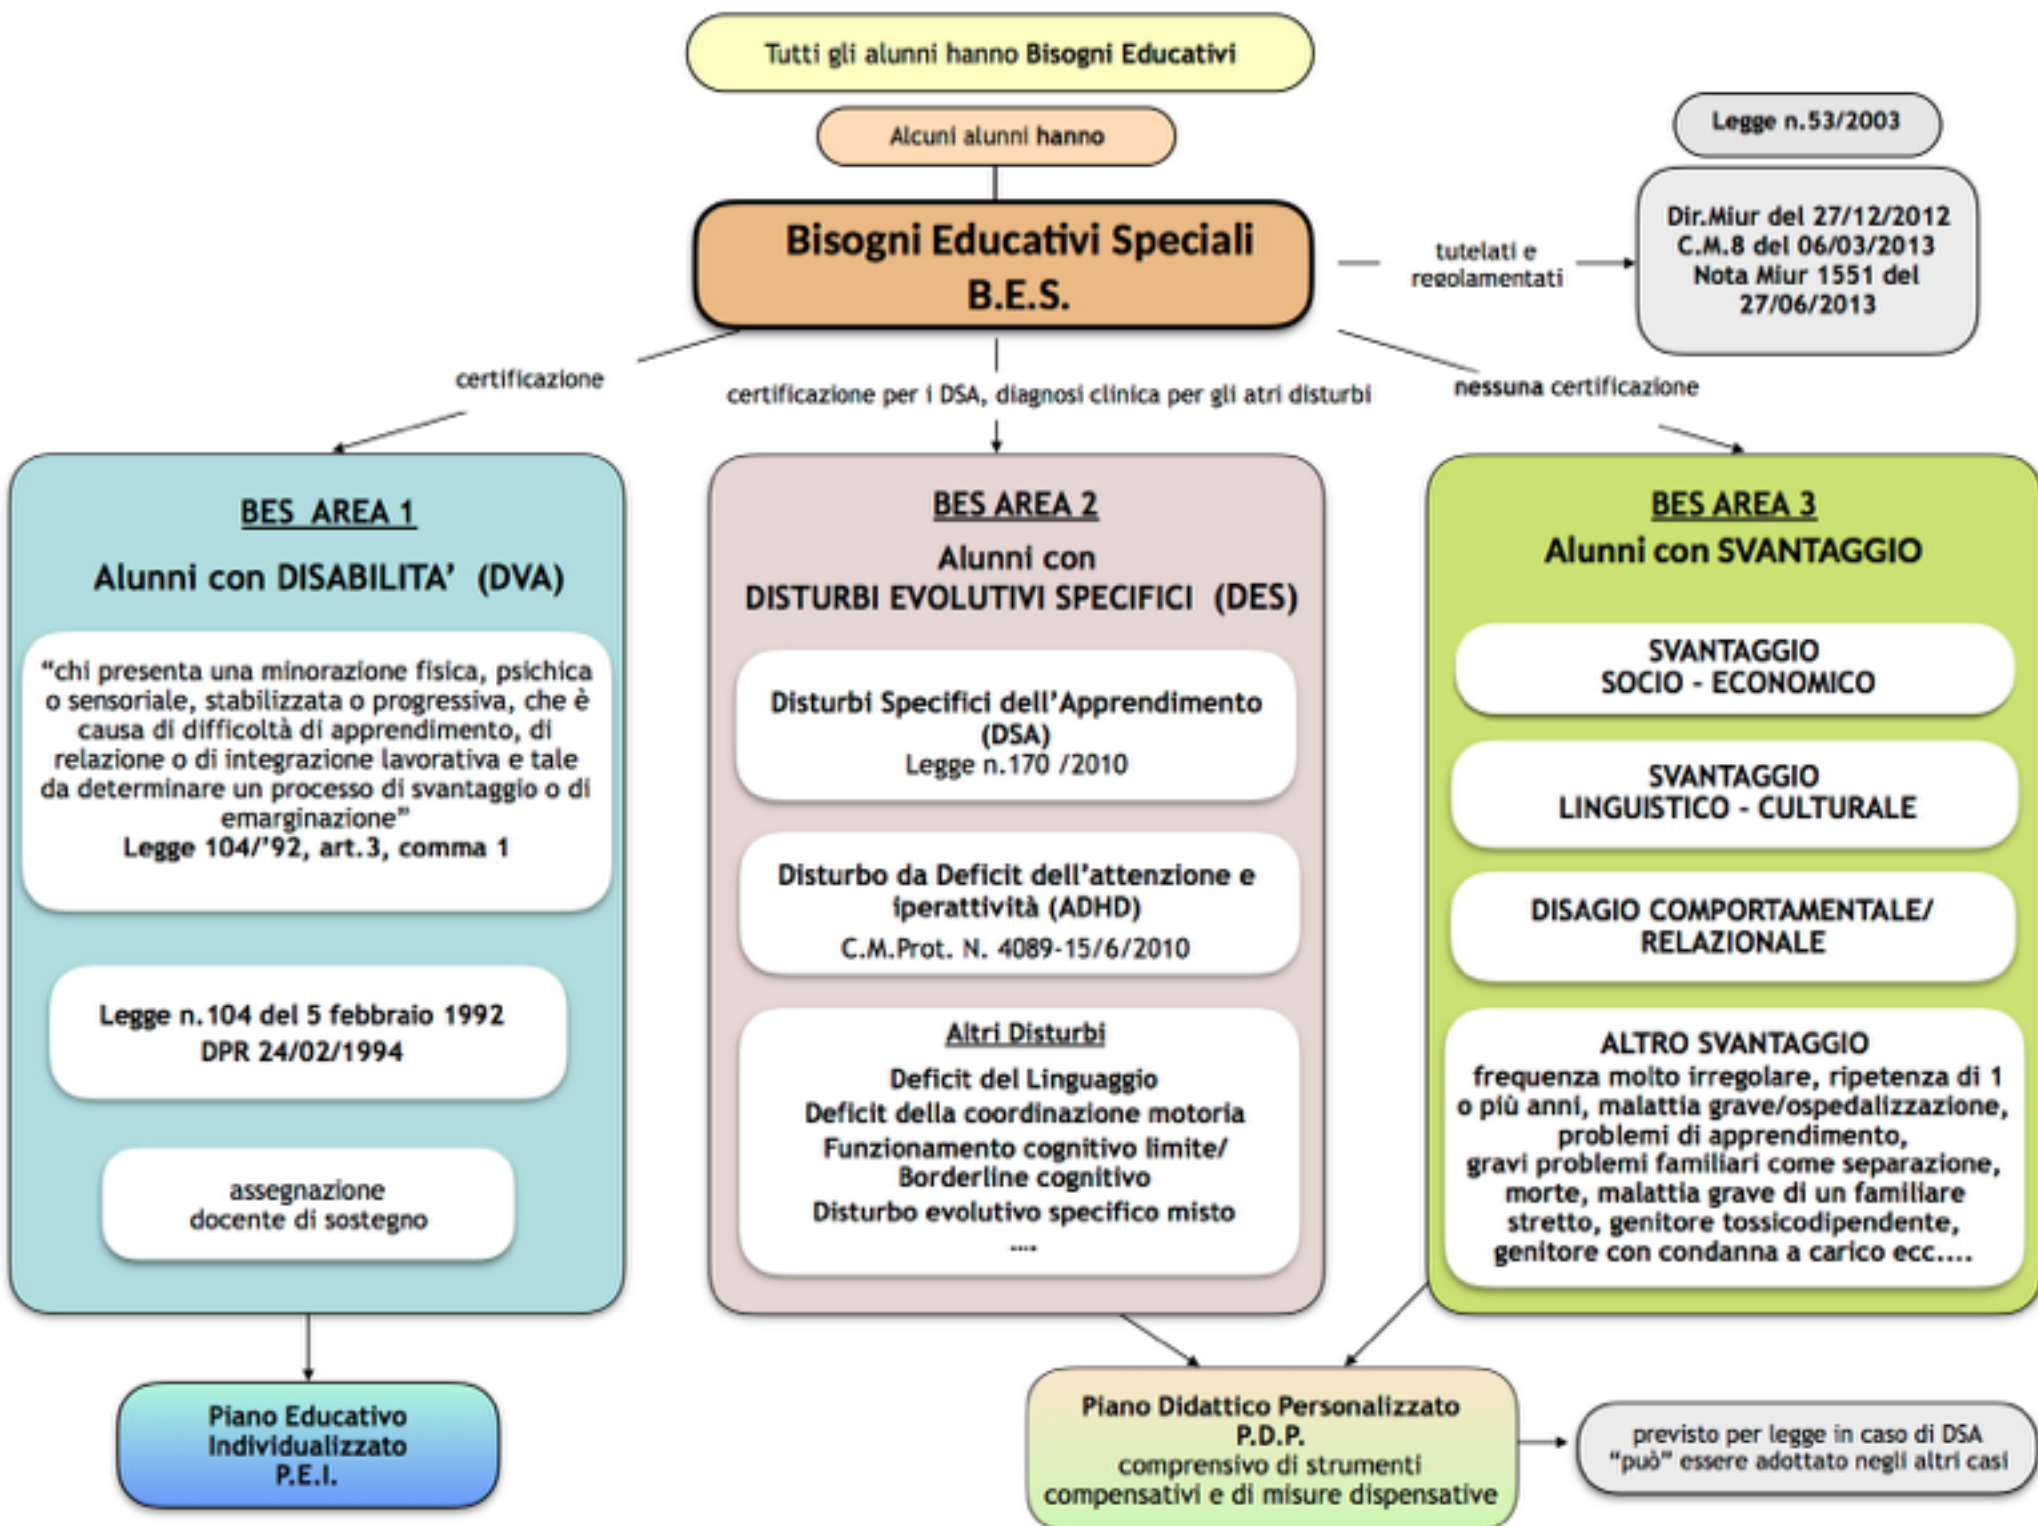 Tutti gli alunni hanno Bisogni Educativi
Alcuni alunni hanno
Legge n.53/2003
Bisogni Educativi Speciali
B.E.S.
tutelati e
regolamentati
Dir.Miur del 27/12/2012
C.M.8 del 06/03/2013
Nota Miur 1551 del
27/06/2013
certificazione
certificazione per i DSA, diagnosi clinica per gli atri disturbi
nessuna certificazione
BES AREA 1
Alunni con DISABILITA’ (DVA)
“chi presenta una minorazione fisica, psichica
o sensoriale, stabilizzata o progressiva, che è
causa di difficoltà di apprendimento, di
relazione o di integrazione lavorativa e tale
da determinare un processo di svantaggio o di
emarginazione”
Legge 104/’92, art.3, comma 1
Legge n.104 del 5 febbraio 1992
DPR 24/02/1994
assegnazione
docente di sostegno
Piano Educativo
Individualizzato
P.E.I.
BES AREA 2
Alunni con
DISTURBI EVOLUTIVI SPECIFICI (DES)
Disturbi Specifici dell’Apprendimento
(DSA)
Legge n.170 /2010
Disturbo da Deficit dell’attenzione e
iperattività (ADHD)
C.M.Prot. N. 4089-15/6/2010
Altri Disturbi
Deficit del Linguaggio
Deficit della coordinazione motoria
Funzionamento cognitivo limite/
Borderline cognitivo
Disturbo evolutivo specifico misto
....
BES AREA 3
Alunni con SVANTAGGIO
SVANTAGGIO
SOCIO - ECONOMICO
SVANTAGGIO
LINGUISTICO - CULTURALE
DISAGIO COMPORTAMENTALE/
RELAZIONALE
ALTRO SVANTAGGIO
frequenza molto irregolare, ripetenza di 1
o più anni, malattia grave/ospedalizzazione,
problemi di apprendimento,
gravi problemi familiari come separazione,
morte, malattia grave di un familiare
stretto, genitore tossicodipendente,
genitore con condanna a carico ecc....
Piano Didattico Personalizzato
P.D.P.
comprensivo di strumenti
compensativi e di misure dispensative
previsto per legge in caso di DSA
“può” essere adottato negli altri casi